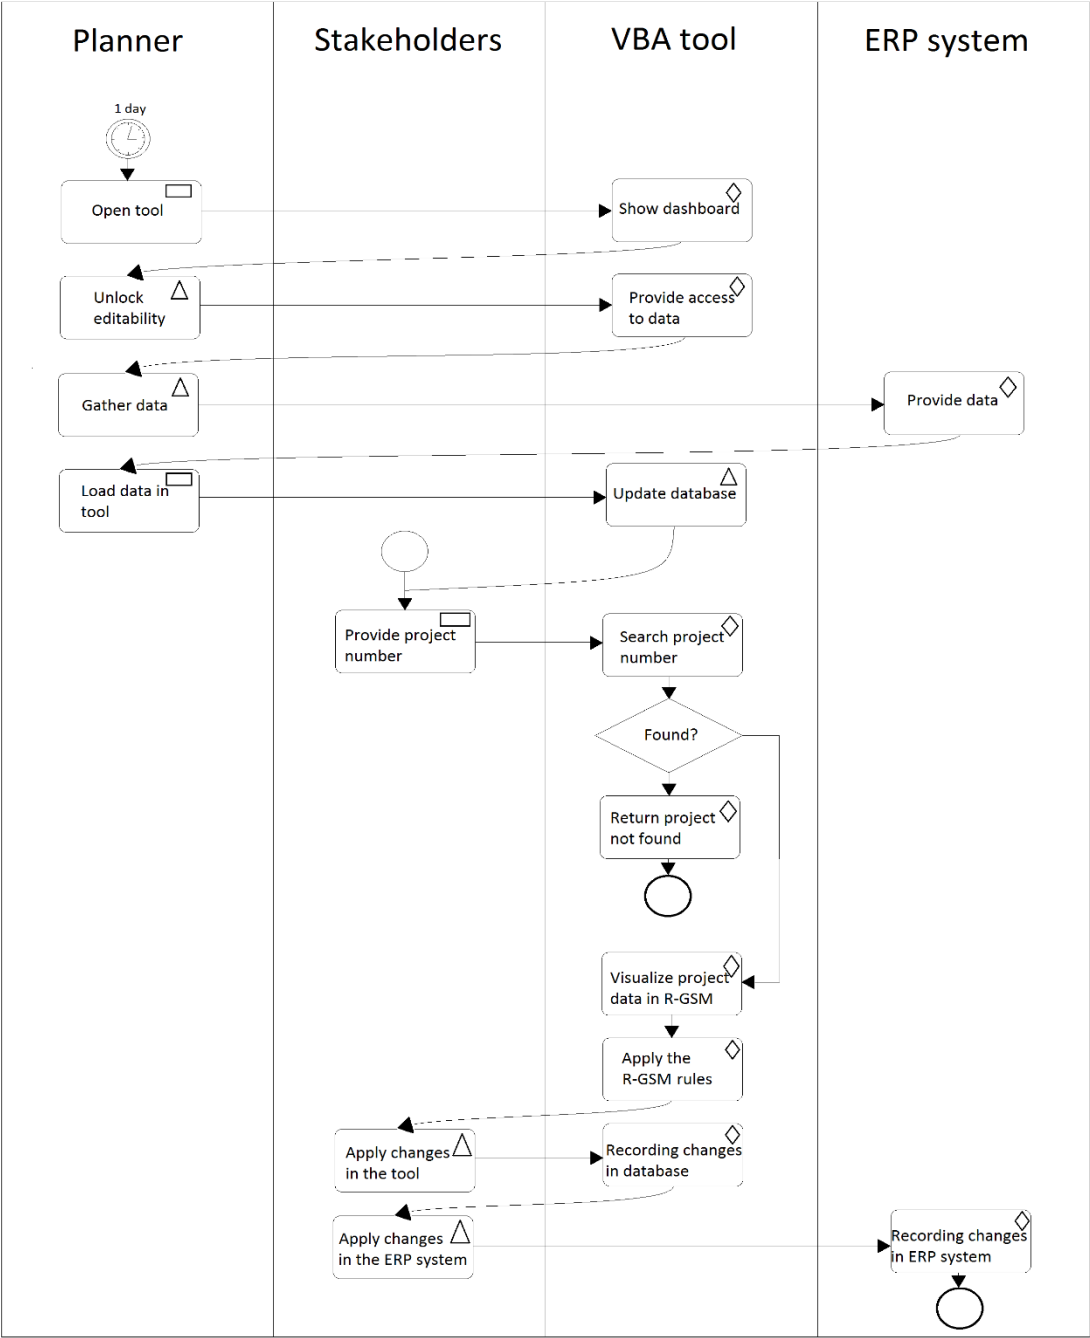 Planner
Stakeholders
VBA tool
ERP system
1 day
Open tool
Show dashboard
Unlock
editability
Provide access
to data
Gather data
Provide data
Load data in
tool
Update database
Provide project
number
Search project
number
Found?
Return project
not found
Visualize project
data in R-GSM
Apply the
R-GSM rules
Apply changes
in the tool
Recording changes
in database
Apply changes
in the ERP system
Recording changes
in ERP system